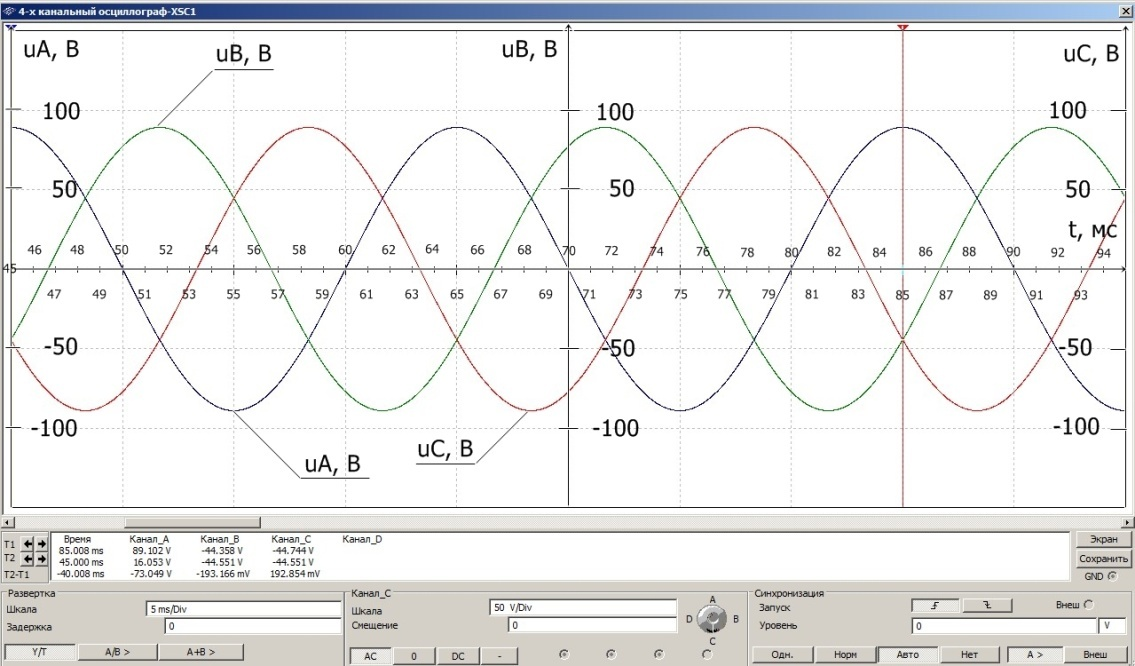 4-х канальный осциллограф-XSC1
uA, В uB, В uC, В
uB, В
100 100 100
50 50 50
t, мс
46 48 50 52 54 56 58 60 62 64 66 68 70 72 74 76 78 80 82 84 86 88 90 92 94
45
47 49 51 53 55 57 59 61 63 65 67 69 71 73 75 77 79 81 83 85 87 89 91 93
-50 -50 -50
-100 -100 -100
uC, В
uA, В
Время Канал_A Канал_B Канал_C Канал_D
T1 85.008 ms 89.102 V -44.358 V -44.744 V
T2 45.000 ms 16.053 V -44.551 V -44.551 V
T2-T1 -40.008 ms -73.049 V -193.166 mV 192.854 mV
Экран
Сохранить
GND
Развертка
Шкала 5 ms/Div
Задержка 0
Y/T A/B > A+B >
Канал_C
Шкала 50 V/Div
Смещение 0
AC 0 DC -
A
D B
C
Синхронизация
Запуск Внеш
Уровень 0 V
Одн. Норм Авто Нет A > Внеш